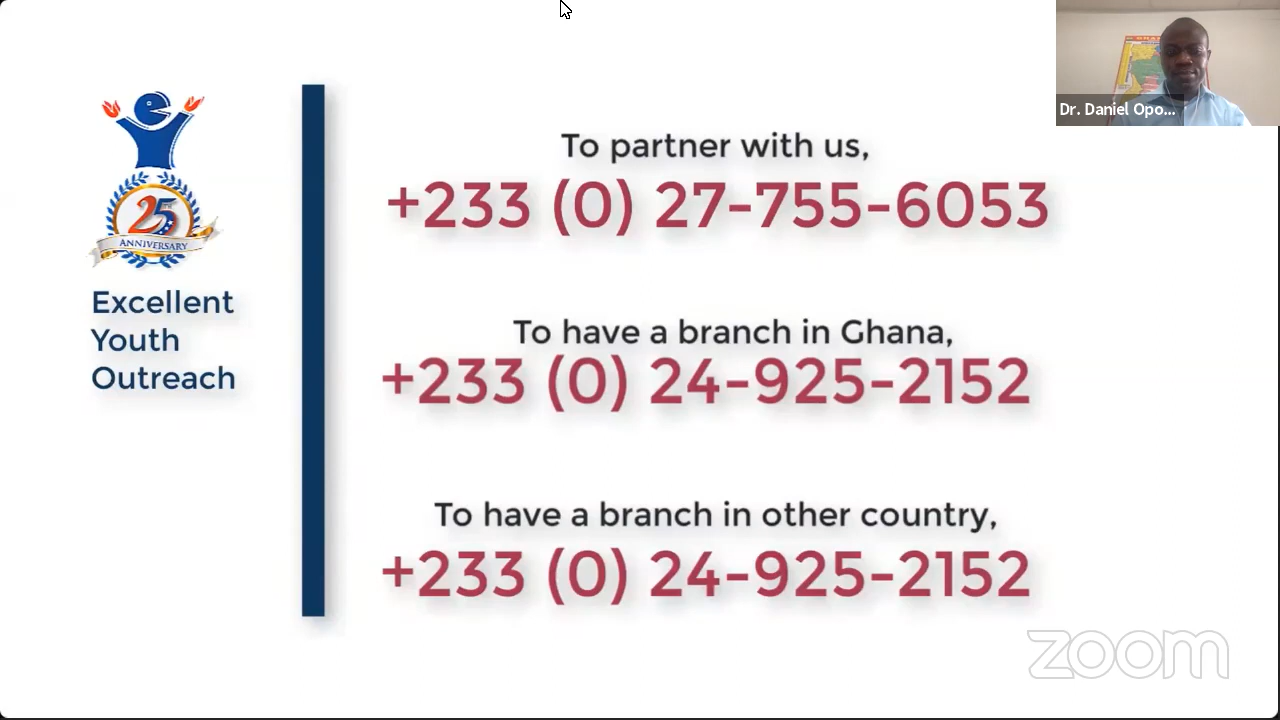 Dr. Daniel Opo...
To partner with us,
+233 (0) 27-755-6053
25
ANNIVERSARY
Excellent
Youth
Outreach
To have a branch in Ghana,
+233 (0) 24-925-2152
To have a branch in other country,
+233 (0) 24-925-2152
zoom